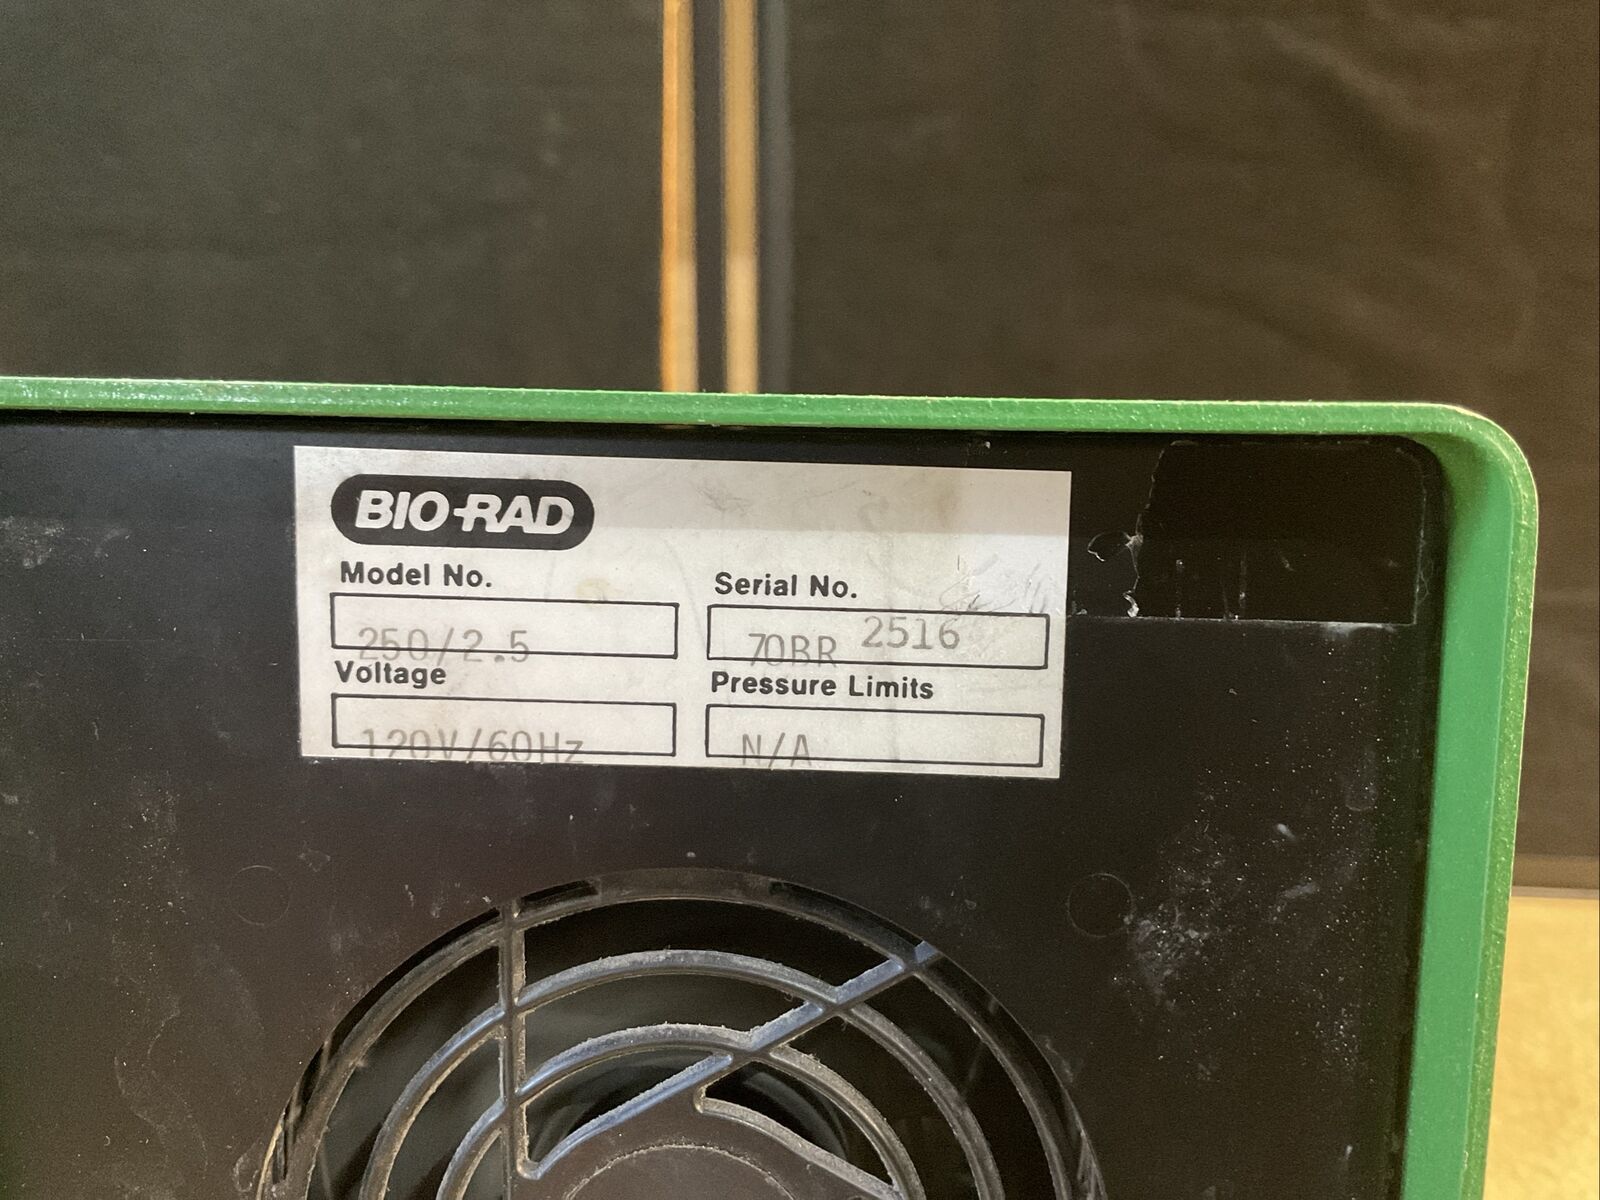 BIO-RAD
Model No.
250/2.5
Serial No.
70BR 2516
Voltage
120V/60Hz
Pressure Limits
N/A